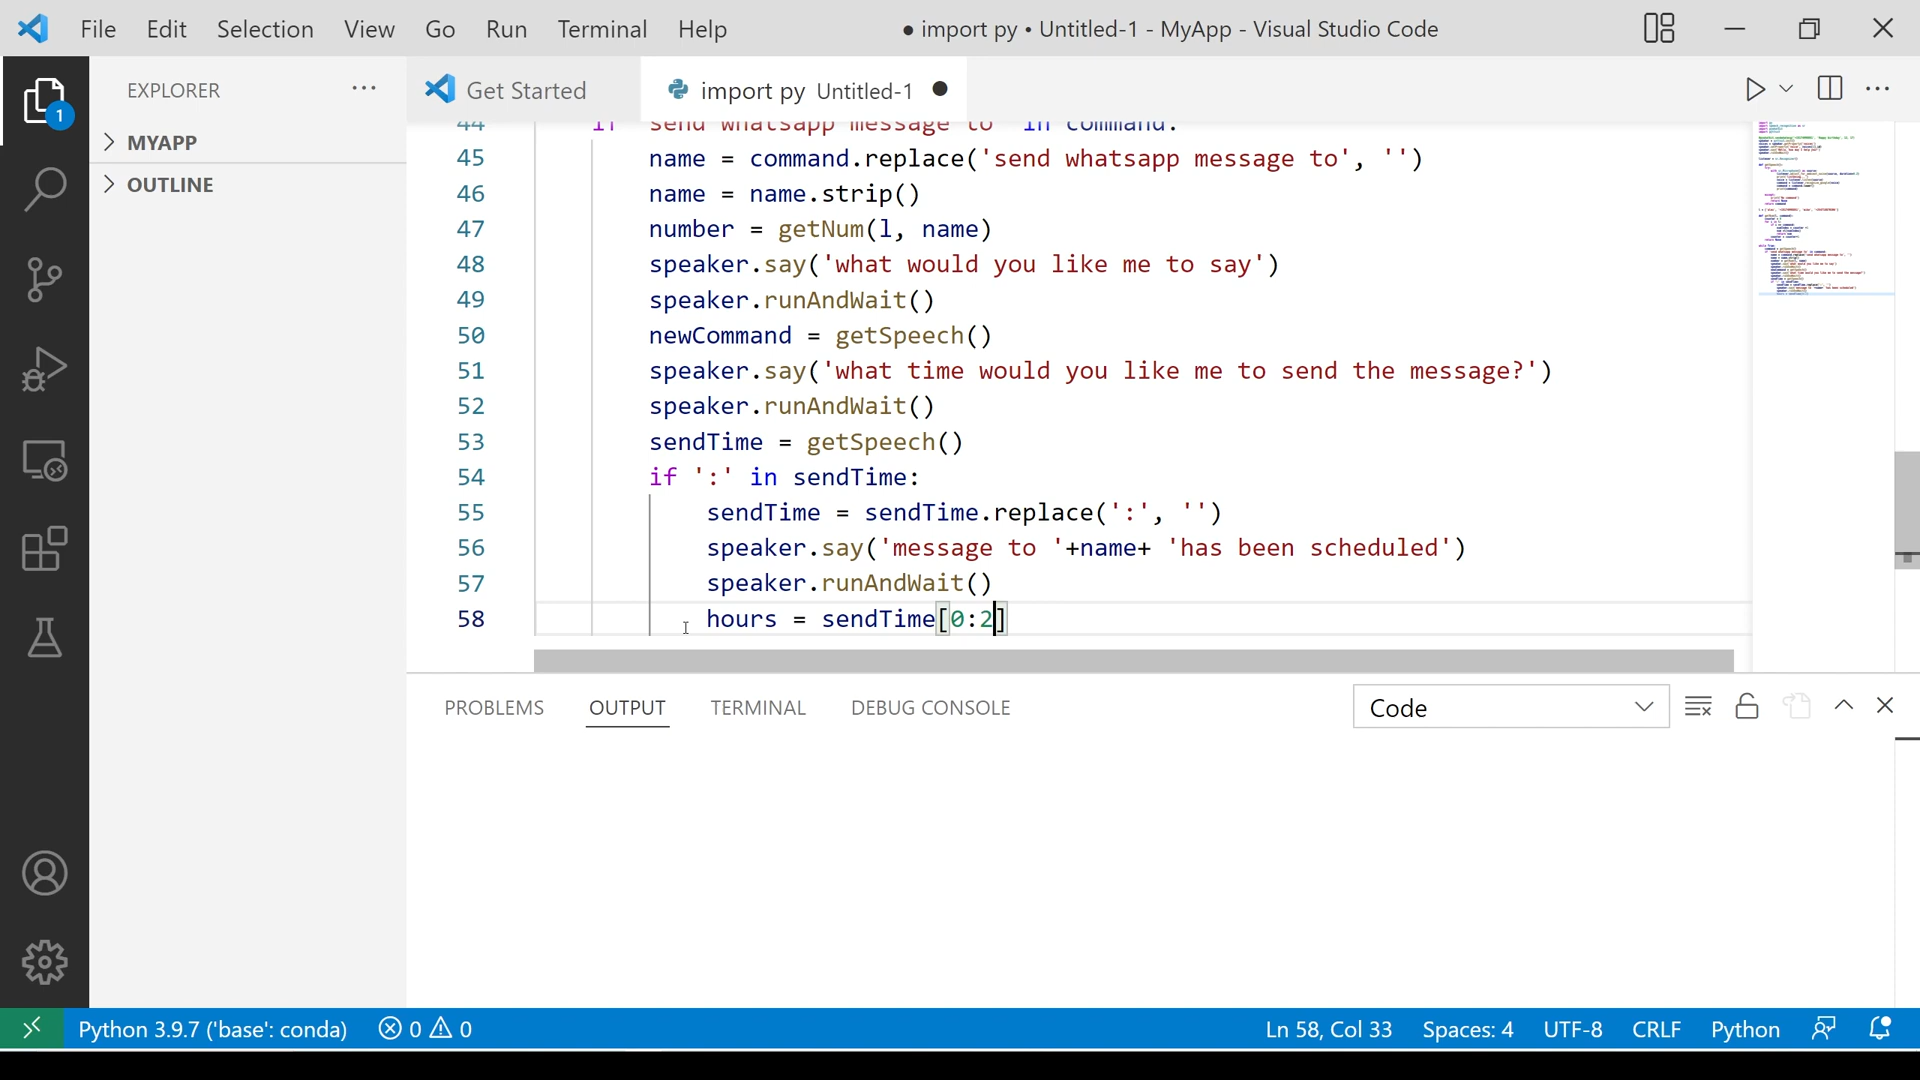 File Edit Selection View Go Run Terminal Help
● import py • Untitled-1 - MyApp - Visual Studio Code
EXPLORER ...
Get Started
import py Untitled-1 ●
1
MYAPP
OUTLINE
44 if 'send whatsapp message to' in command:
45 name = command.replace('send whatsapp message to', '')
46 name = name.strip()
47 number = getNum(l, name)
48 speaker.say('what would you like me to say')
49 speaker.runAndWait()
50 newCommand = getSpeech()
51 speaker.say('what time would you like me to send the message?')
52 speaker.runAndWait()
53 sendTime = getSpeech()
54 if ':' in sendTime:
55 sendTime = sendTime.replace(':', '')
56 speaker.say('message to '+name+ 'has been scheduled')
57 speaker.runAndWait()
58 hours = sendTime[0:2]
PROBLEMS OUTPUT TERMINAL DEBUG CONSOLE
Code
Python 3.9.7 ('base': conda) 0 0
Ln 58, Col 33 Spaces: 4 UTF-8 CRLF Python